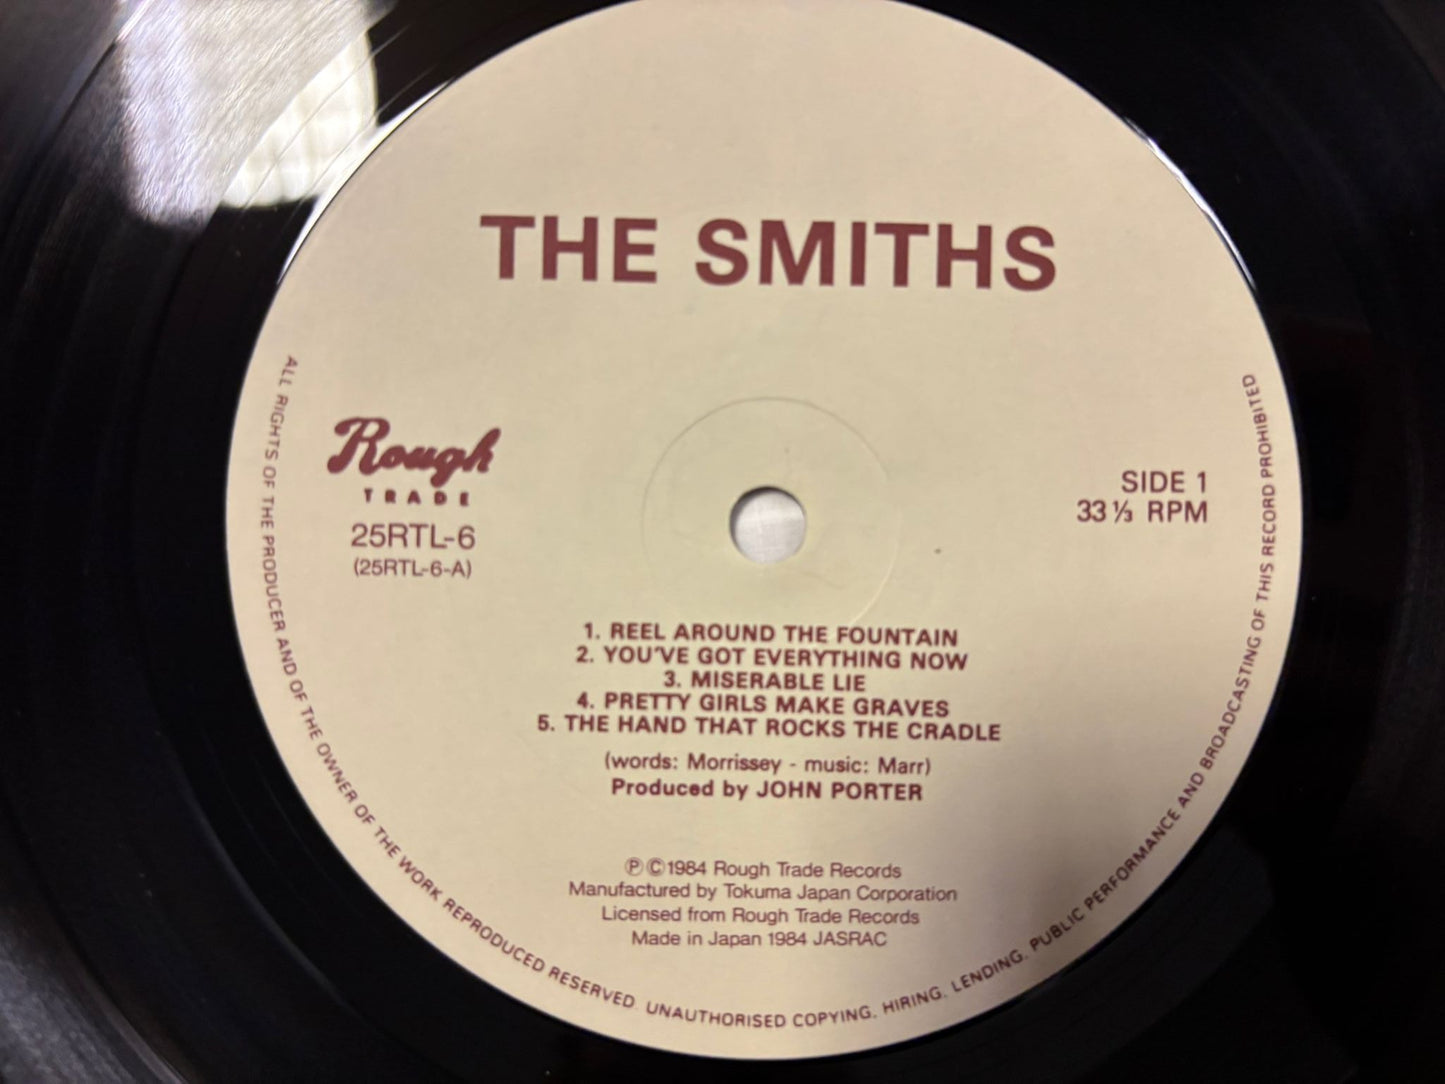 THE SMITHS
Rough
TRADE
25RTL-6
(25RTL-6-A)
SIDE 1
33⅓ RPM
1. REEL AROUND THE FOUNTAIN
2. YOU'VE GOT EVERYTHING NOW
3. MISERABLE LIE
4. PRETTY GIRLS MAKE GRAVES
5. THE HAND THAT ROCKS THE CRADLE
(words: Morrissey - music: Marr)
Produced by JOHN PORTER
℗©1984 Rough Trade Records
Manufactured by Tokuma Japan Corporation
Licensed from Rough Trade Records
Made in Japan 1984 JASRAC
ALL RIGHTS OF THE PRODUCER AND OF THE OWNER OF THE WORK REPRODUCED RESERVED. UNAUTHORISED COPYING, HIRING, LENDING, PUBLIC PERFORMANCE AND BROADCASTING OF THIS RECORD PROHIBITED